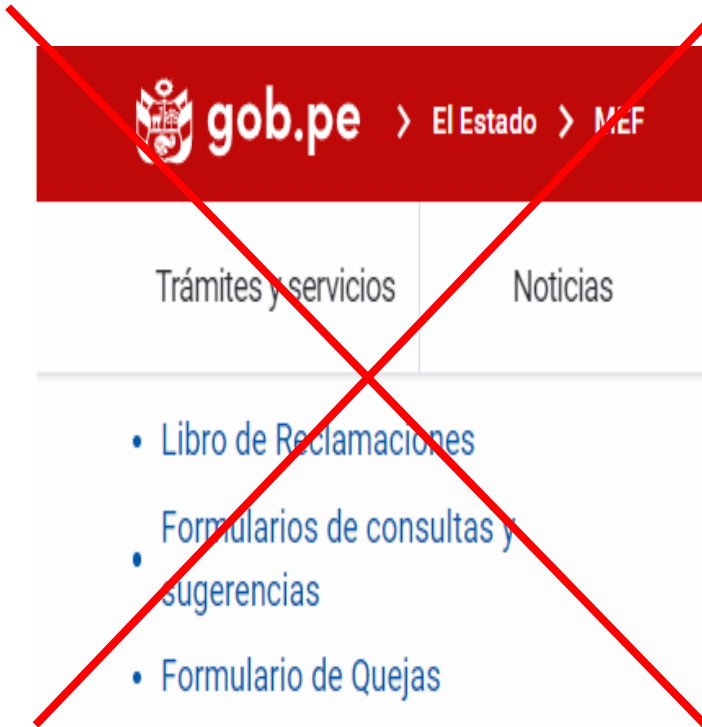 gob.pe > El Estado > MEF
Trámites y servicios Noticias
• Libro de Reclamaciones
• Formularios de consultas y
sugerencias
• Formulario de Quejas